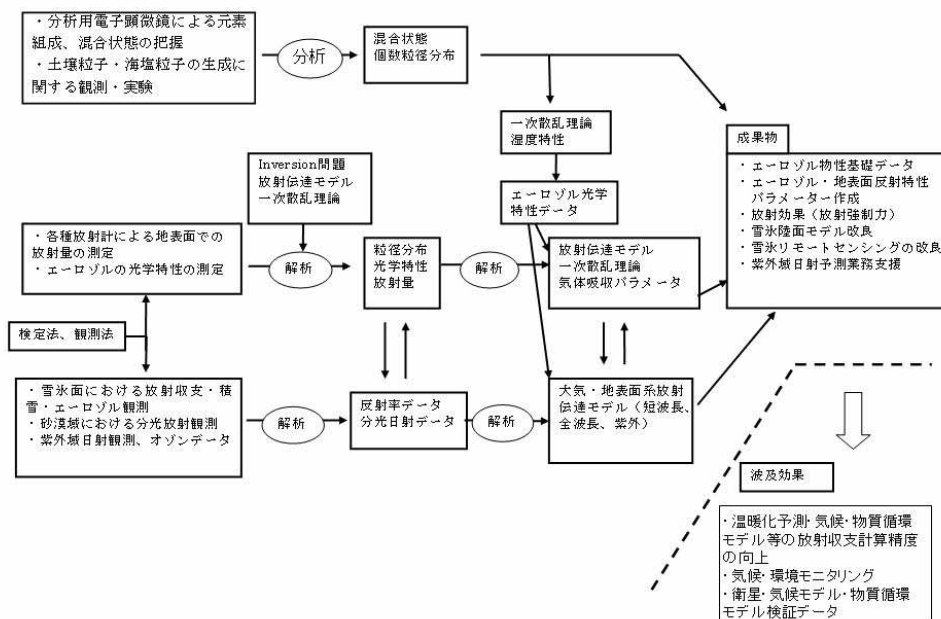 ・分析用電子顕微鏡による元素
組成、混合状態の把握
・土壌粒子・海塩粒子の生成に
関する観測・実験
分析
混合状態
個数粒径分布
一次散乱理論
湿度特性
エーロゾル光学
特性データ
成果物
・エーロゾル物性基礎データ
・エーロゾル・地表面反射特性
パラメーター作成
・放射効果(放射強制力)
・雪氷陸面モデル改良
・雪氷リモートセンシングの改良
・紫外域日射予測業務支援
Inversion問題
放射伝達モデル
一次散乱理論
・各種放射計による地表面での
放射量の測定
・エーロゾルの光学特性の測定
解析
粒径分布
光学特性
放射量
解析
放射伝達モデル
一次散乱理論
気体吸収パラメータ
検定法、観測法
・雪氷面における放射収支・積
雪・エーロゾル観測
・砂漠域における分光放射観測
・紫外域日射観測、オゾンデータ
解析
反射率データ
分光日射データ
解析
大気・地表面系放射
伝達モデル(短波長、
全波長、紫外)
波及効果
・温暖化予測・気候・物質循環
モデル等の放射収支計算精度
の向上
・気候・環境モニタリング
・衛星・気候モデル・物質循環
モデル検証データ